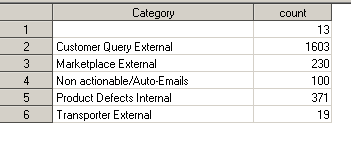 Category count
1 13
2 Customer Query External 1603
3 Marketplace External 230
4 Non actionable/Auto-Emails 100
5 Product Defects Internal 371
6 Transporter External 19